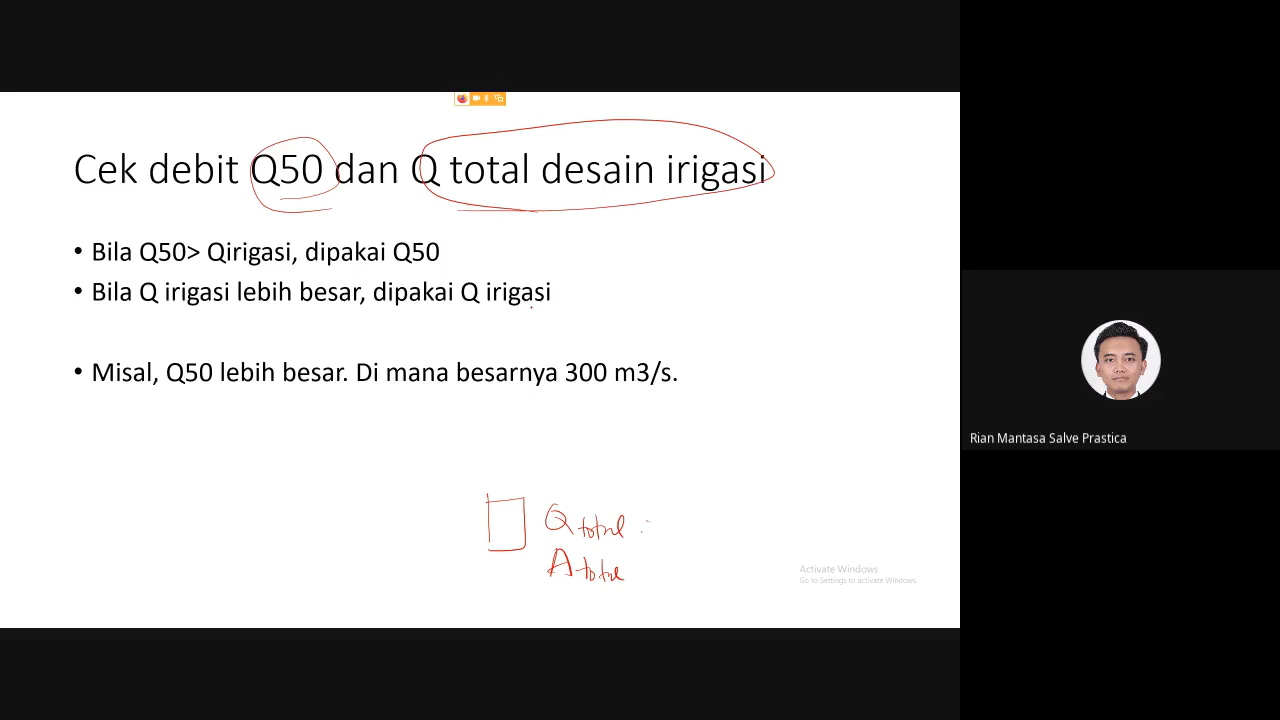 Cek debit Q50 dan Q total desain irigasi
• Bila Q50> Qirigasi, dipakai Q50
• Bila Q irigasi lebih besar, dipakai Q irigasi
• Misal, Q50 lebih besar. Di mana besarnya 300 m3/s.
Rian Mantasa Salve Prastica
Q total :
A total
Activate Windows
Go to Settings to activate Windows.